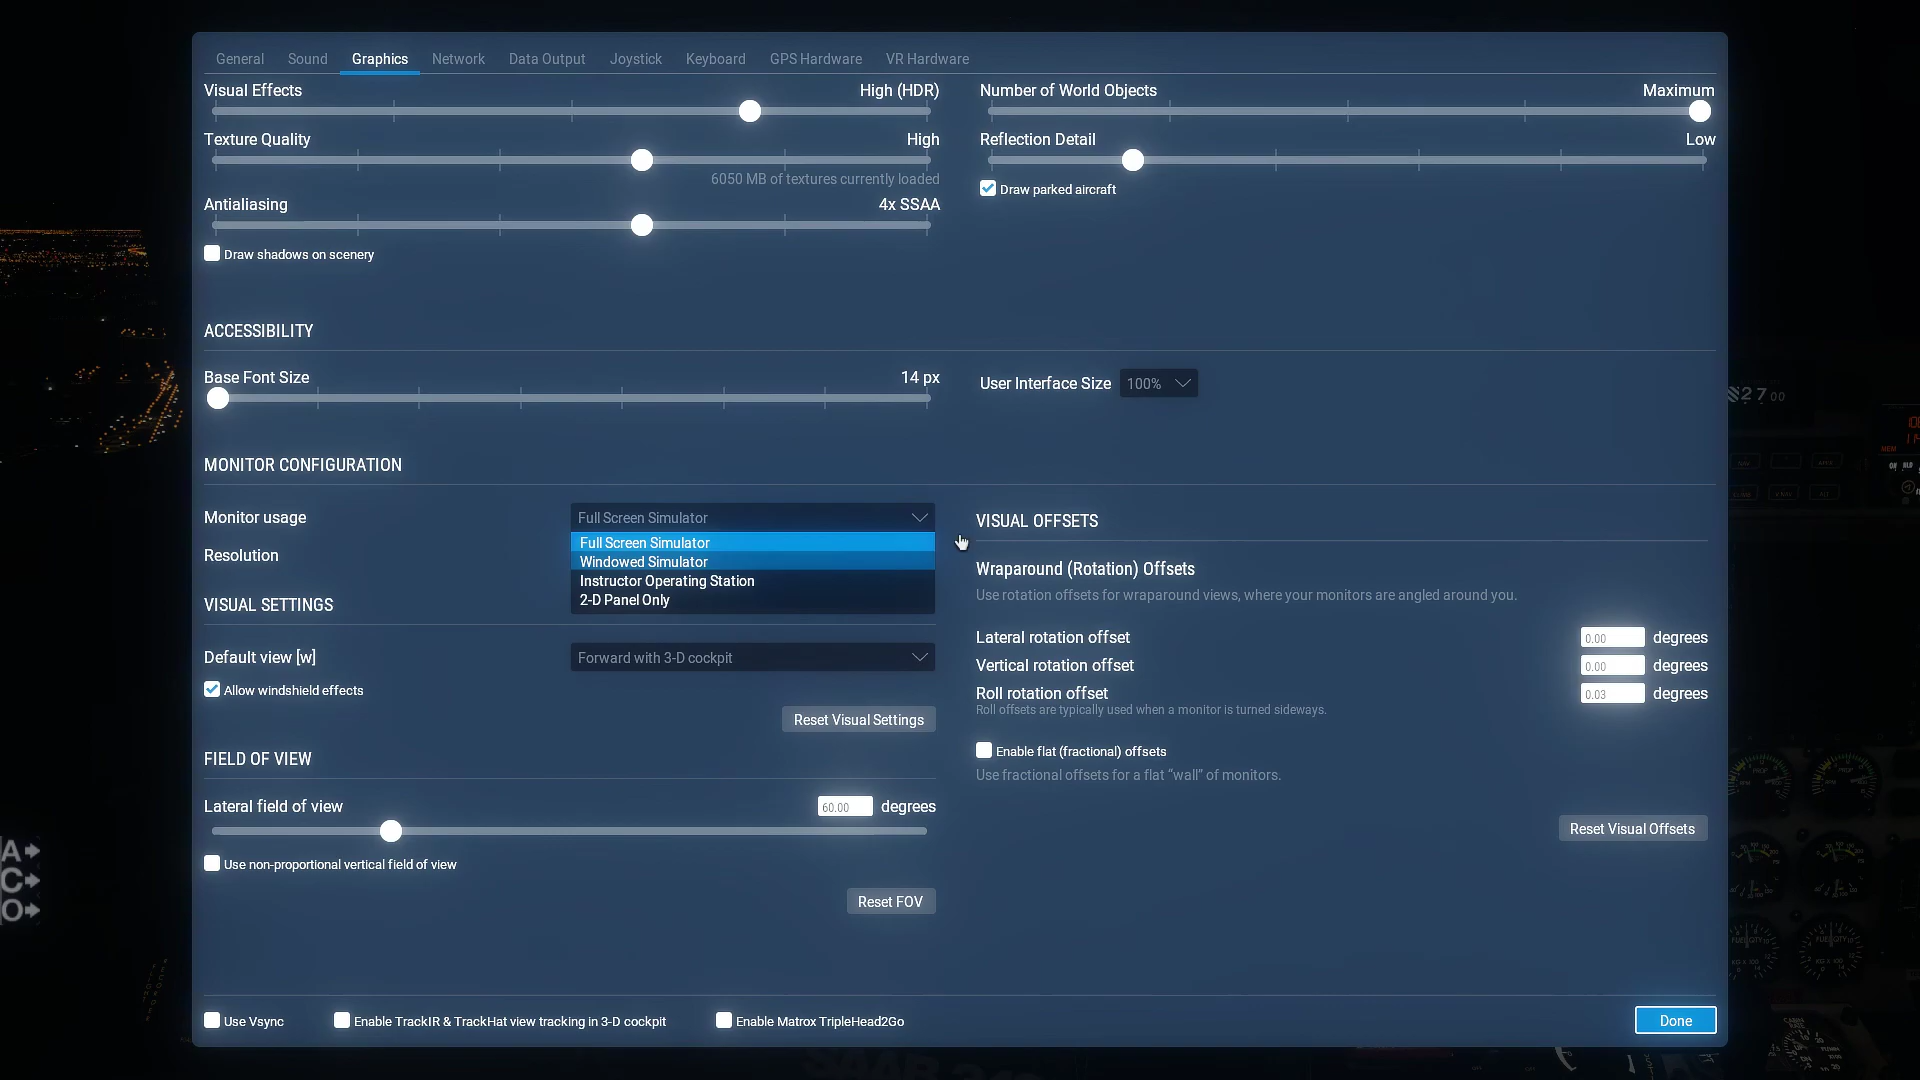 General Sound Graphics Network Data Output Joystick Keyboard GPS Hardware VR Hardware
Visual Effects High (HDR)
Number of World Objects Maximum
Texture Quality High
Reflection Detail Low
6050 MB of textures currently loaded
Draw parked aircraft
Antialiasing 4x SSAA
Draw shadows on scenery
ACCESSIBILITY
Base Font Size 14 px
User Interface Size 100%
MONITOR CONFIGURATION
Monitor usage Full Screen Simulator
Full Screen Simulator
Windowed Simulator
Instructor Operating Station
2-D Panel Only
Resolution
VISUAL SETTINGS
Default view [w] Forward with 3-D cockpit
Allow windshield effects
Reset Visual Settings
FIELD OF VIEW
Lateral field of view 60.00 degrees
Use non-proportional vertical field of view
Reset FOV
VISUAL OFFSETS
Wraparound (Rotation) Offsets
Use rotation offsets for wraparound views, where your monitors are angled around you.
Lateral rotation offset 0.00 degrees
Vertical rotation offset 0.00 degrees
Roll rotation offset 0.03 degrees
Roll offsets are typically used when a monitor is turned sideways.
Enable flat (fractional) offsets
Use fractional offsets for a flat “wall” of monitors.
Reset Visual Offsets
Use Vsync Enable TrackIR & TrackHat view tracking in 3-D cockpit Enable Matrox TripleHead2Go Done
A
C
O
2700
MEM